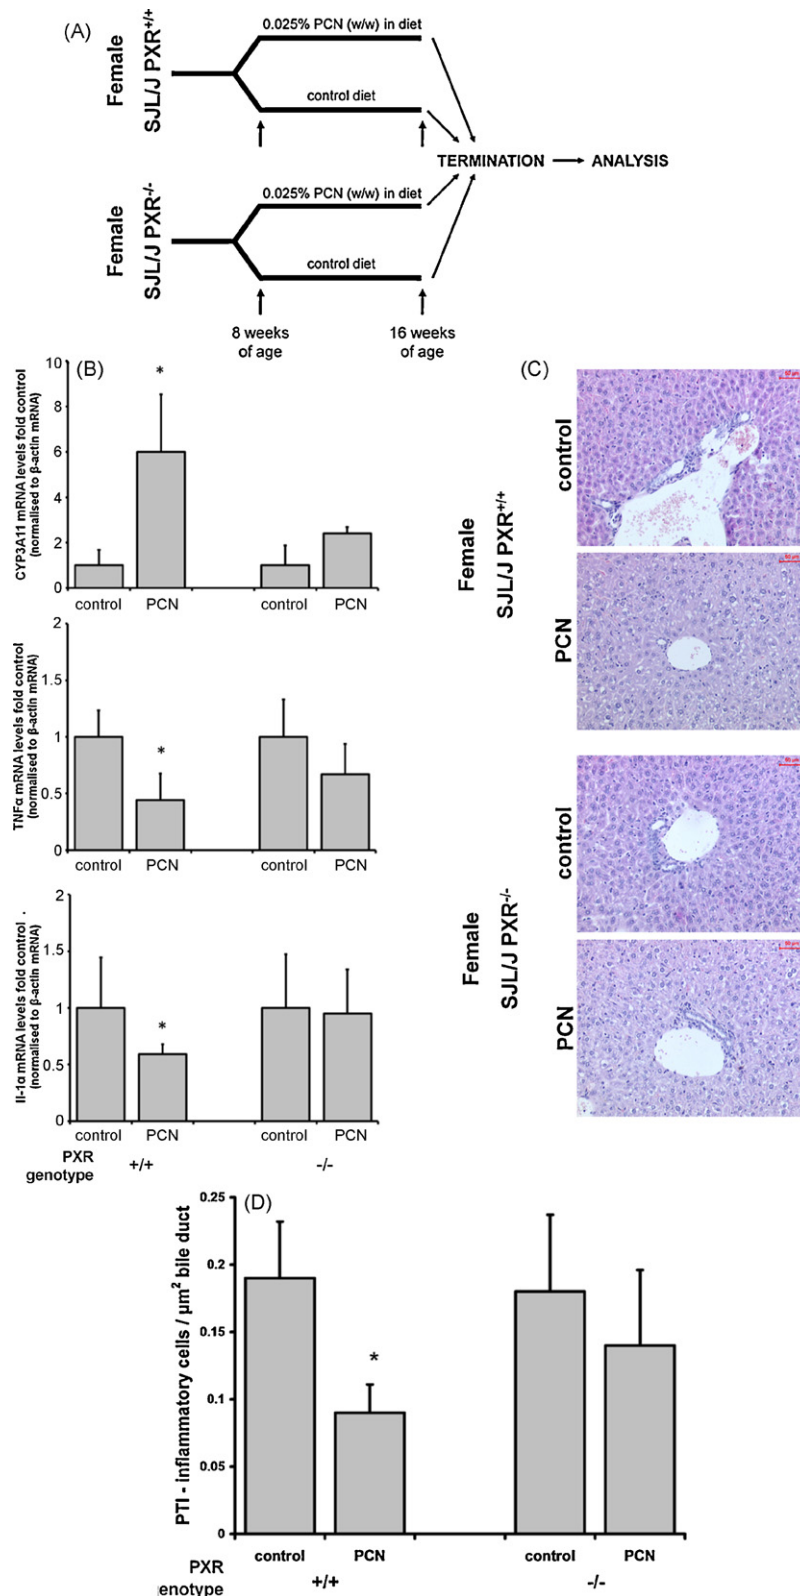 (A)
Female
SJL/J PXR+/+
0.025% PCN (w/w) in diet
control diet
TERMINATION
ANALYSIS
Female
SJL/J PXR-/-
0.025% PCN (w/w) in diet
control diet
8 weeks
of age
16 weeks
of age
(B)
CYP3A11 mRNA levels fold control
(normalised to β-actin mRNA)
10
8
6
4
2
0
*
control
PCN
control
PCN
TNFα mRNA levels fold control
(normalised to β-actin mRNA)
2
1.5
1
0.5
0
*
control
PCN
control
PCN
Il-1α mRNA levels fold control .
(normalised to β-actin mRNA)
2
1.5
1
0.5
0
*
control
PCN
control
PCN
PXR
genotype
+/+
-/-
(C)
Female
SJL/J PXR+/+
control
PCN
Female
SJL/J PXR-/-
control
PCN
(D)
PTI - inflammatory cells / µm² bile duct
0.25
0.2
0.15
0.1
0.05
0
*
control
PCN
control
PCN
PXR
enotype
+/+
-/-